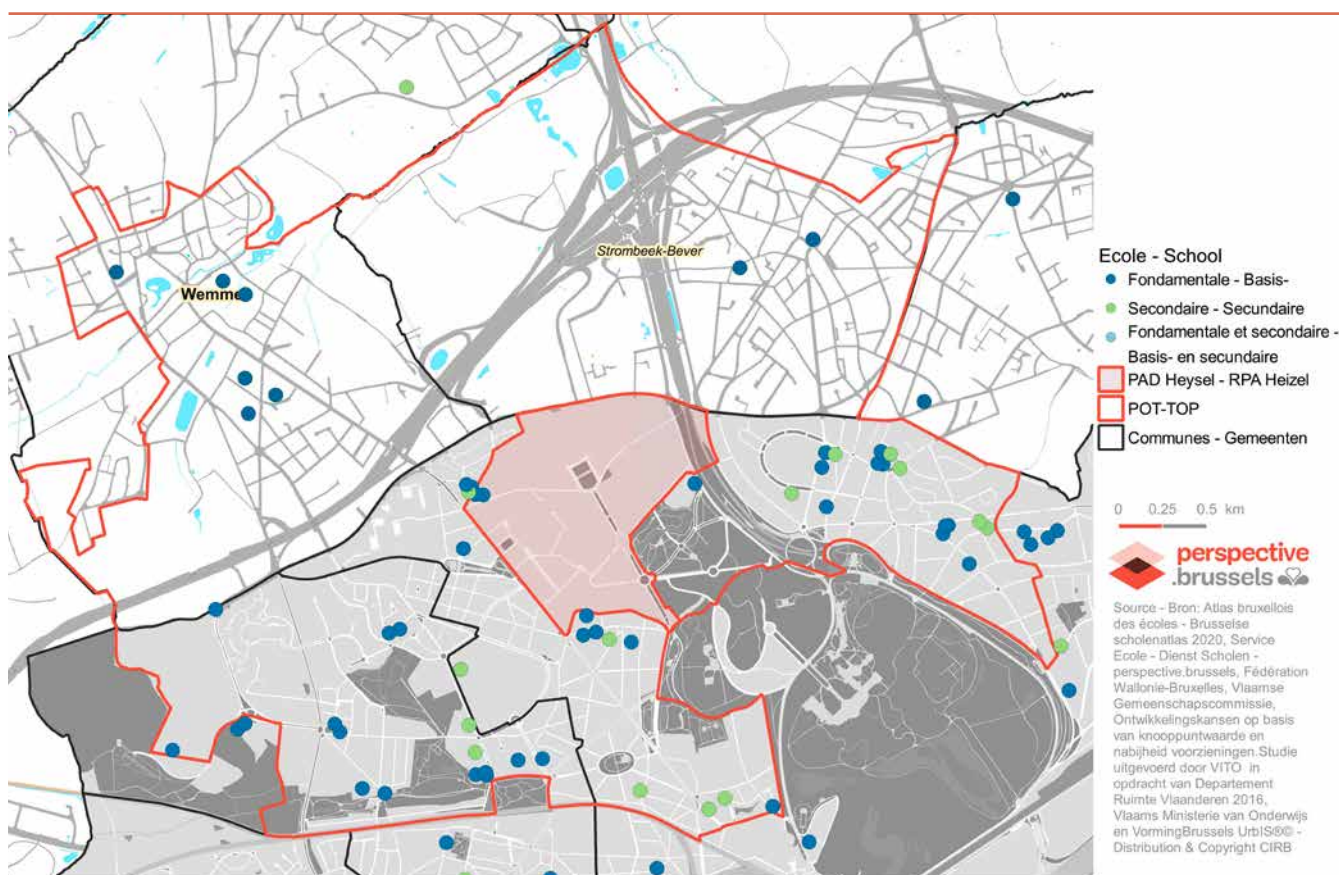 Strombeek-Bever
Wemmel
Ecole - School
Fondamentale - Basis-
Secondaire - Secundaire
Fondamentale et secondaire -
Basis- en secundaire
PAD Heysel - RPA Heizel
POT-TOP
Communes - Gemeenten
0 0.25 0.5 km
perspective
.brussels
Source - Bron: Atlas bruxellois
des écoles - Brusselse
scholenatlas 2020, Service
Ecole - Dienst Scholen -
perspective.brussels, Fédération
Wallonie-Bruxelles, Vlaamse
Gemeenschapscommissie,
Ontwikkelingskansen op basis
van knooppuntwaarde en
nabijheid voorzieningen.Studie
uitgevoerd door VITO in
opdracht van Departement
Ruimte Vlaanderen 2016,
Vlaams Ministerie van Onderwijs
en VormingBrussels UrbIS®© -
Distribution & Copyright CIRB